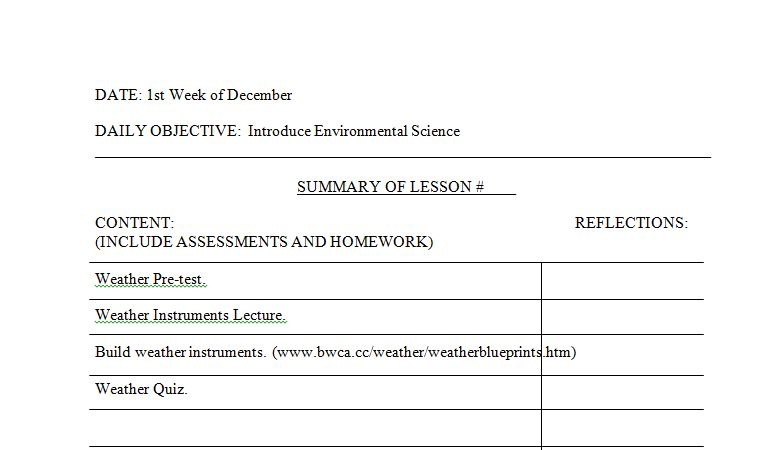 DATE: 1st Week of December
DAILY OBJECTIVE: Introduce Environmental Science
SUMMARY OF LESSON #
CONTENT: REFLECTIONS:
(INCLUDE ASSESSMENTS AND HOMEWORK)
Weather Pre-test.
Weather Instruments Lecture.
Build weather instruments. (www.bwca.cc/weather/weatherblueprints.htm)
Weather Quiz.